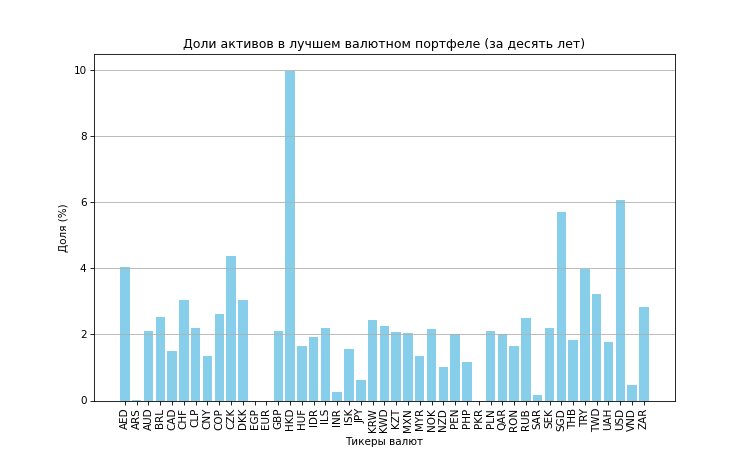 Доли активов в лучшем валютном портфеле (за десять лет)
Доля (%)
10
8
6
4
2
0
AED ARS AUD BRL CAD CHF CLP CNY COP CZK DKK EGP EUR GBP HKD HUF IDR ILS INR ISK JPY KRW KWD KZT MXN MYR NOK NZD PEN PHP PKR PLN QAR RON RUB SAR SEK SGD THB TRY TWD UAH USD VND ZAR
Тикеры валют